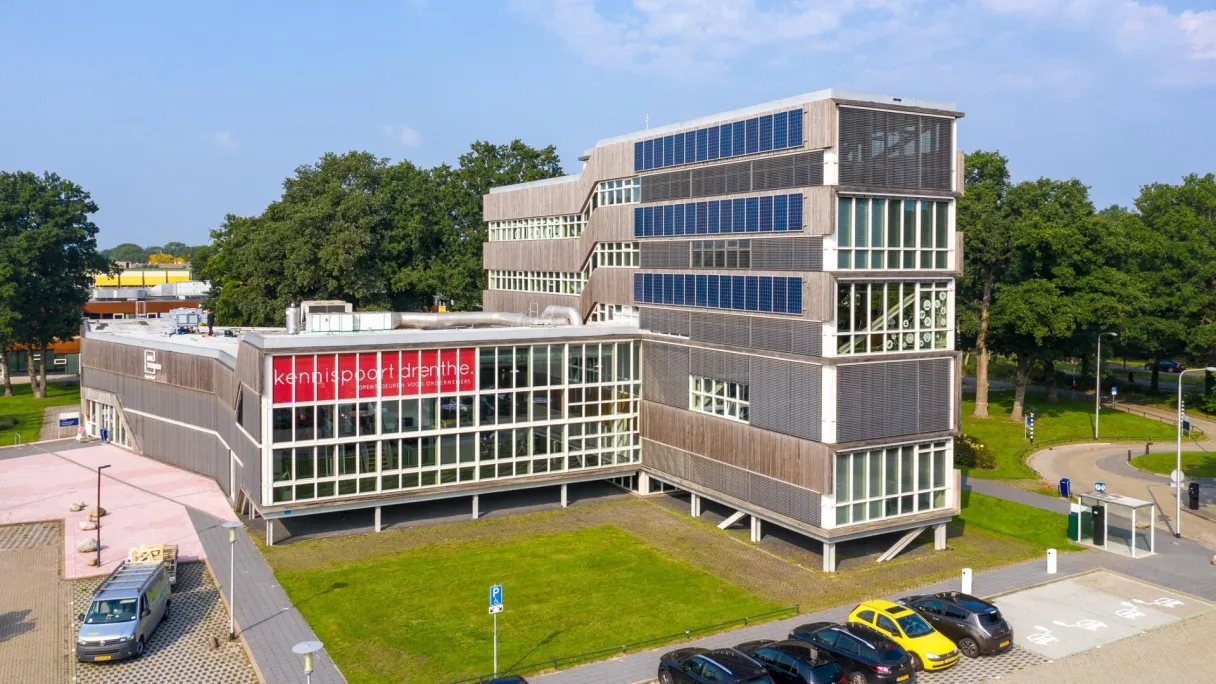 kennispoort drenthe.
OPENT DEUREN VOOR ONDERNEMERS
P